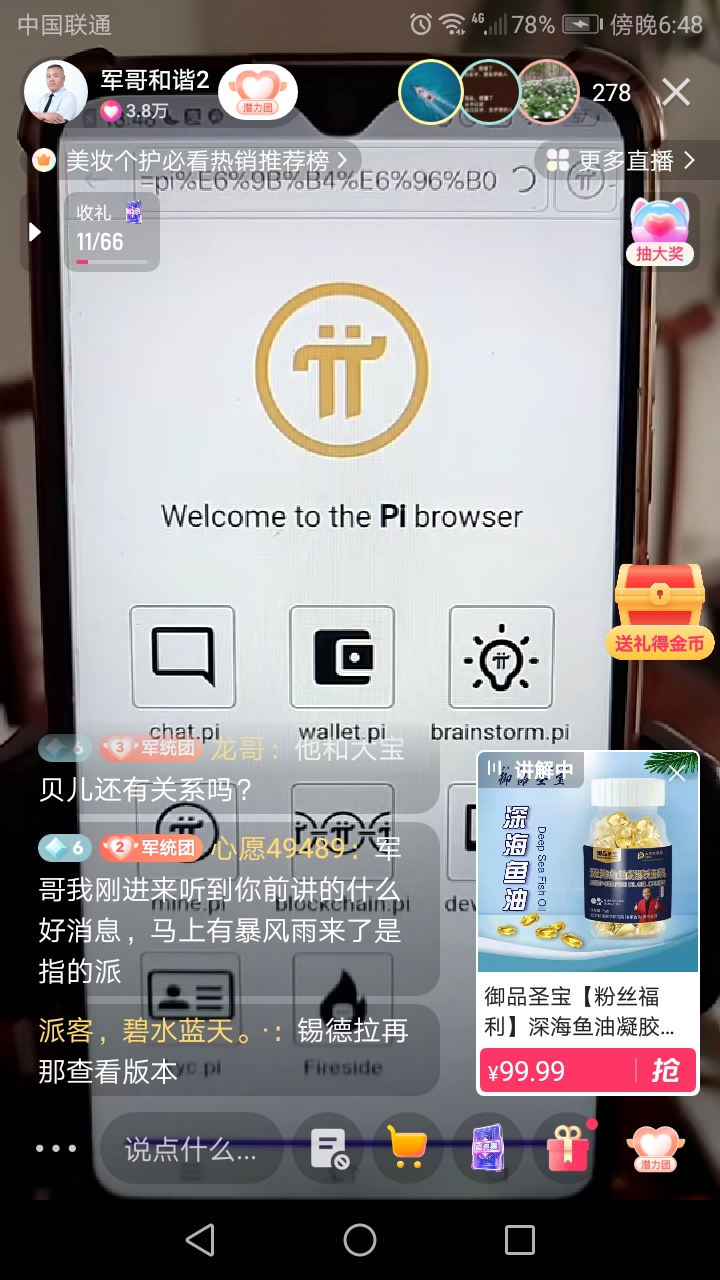 中国联通
4G
78%
傍晚6:48
军哥和谐2
3.8万
潜力团
278
美妆个护必看热销推荐榜
更多直播
=pi%E6%9B%B4%E6%96%B0
收礼
11/66
抽大奖
Welcome to the Pi browser
送礼得金币
chat.pi
wallet.pi
brainstorm.pi
6 3 军统团 龙哥：他和大宝
贝儿还有关系吗？
6 2 军统团 心愿49489：军
哥我刚进来听到你前讲的什么
好消息，马上有暴风雨来了是
指的派
派客，碧水蓝天。·：锡德拉再
那查看版本
mine.pi
blockchain.pi
Fireside
讲解中
深海鱼油
Deep Sea Fish Oil
御品圣宝【粉丝福
利】深海鱼油凝胶...
¥99.99
抢
说点什么...
潜力团